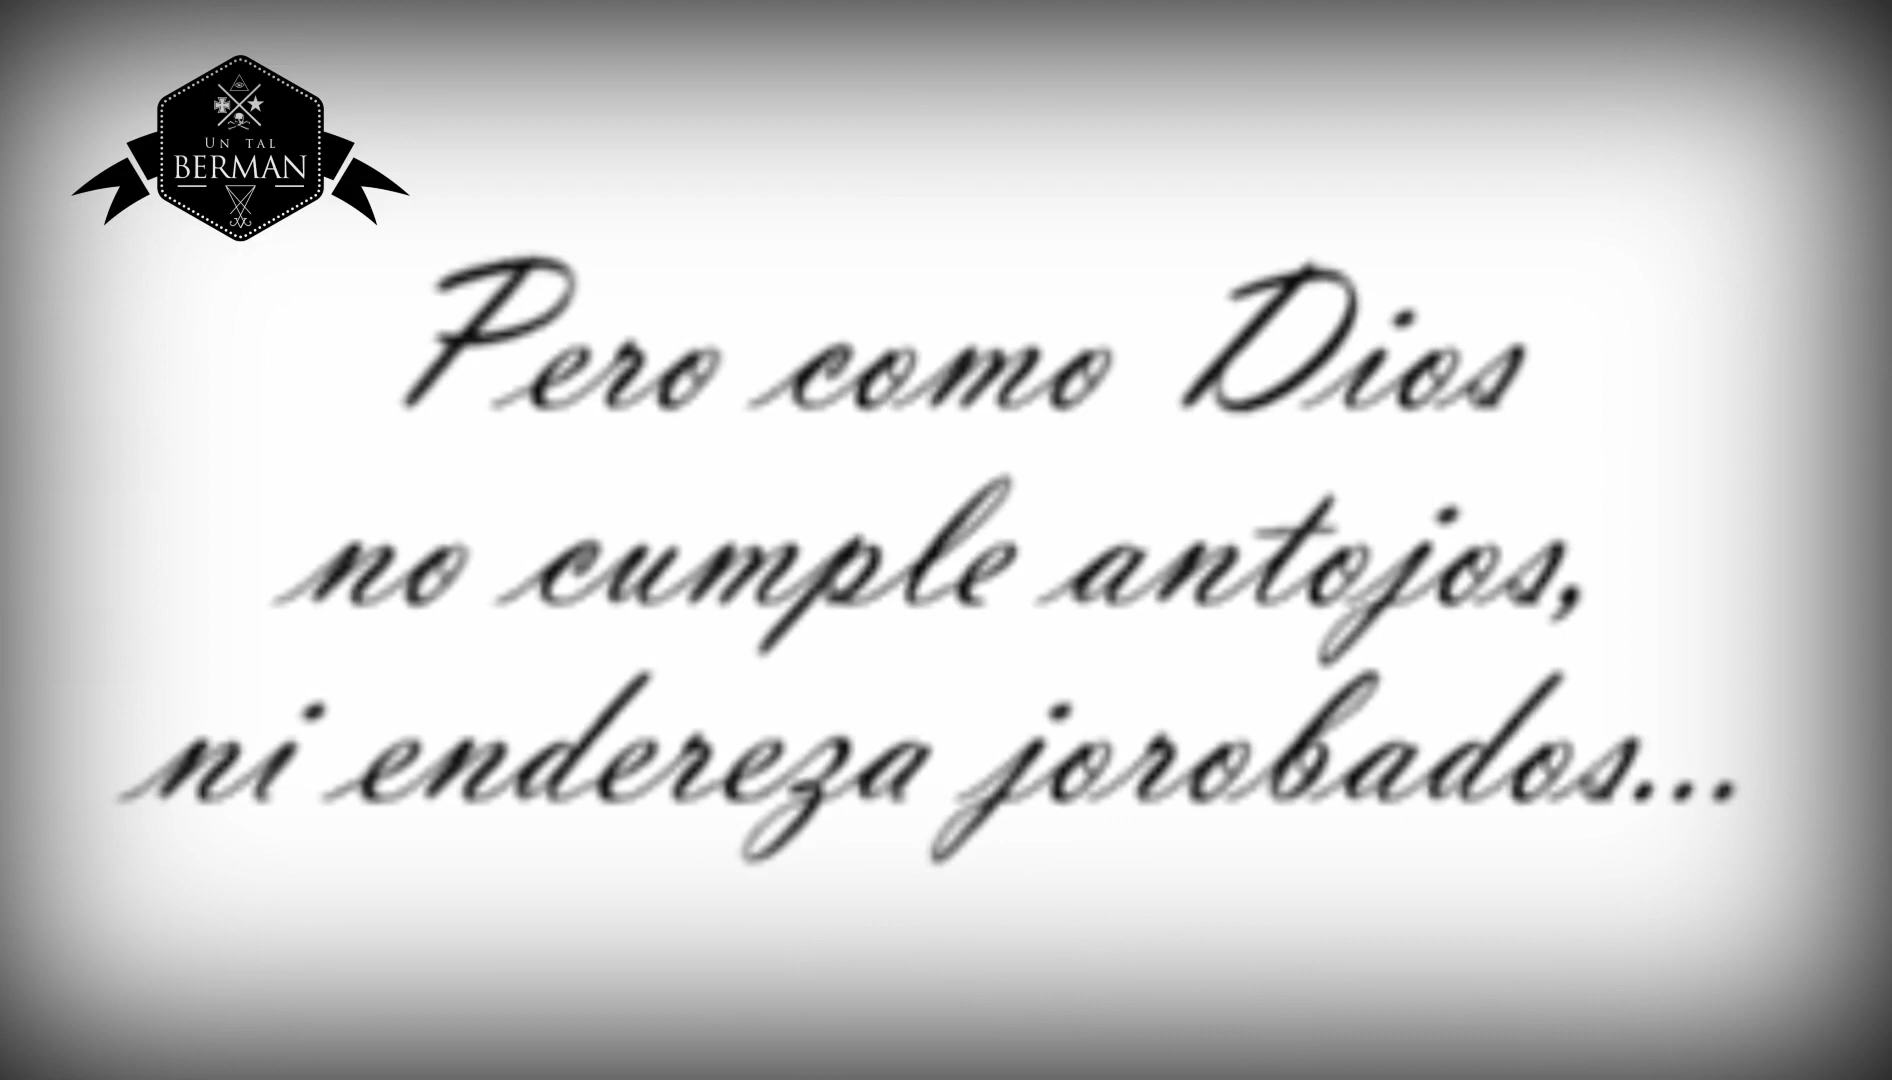 UN TAL
BERMAN
Pero como Dios
no cumple antojos,
ni endereza jorobados...